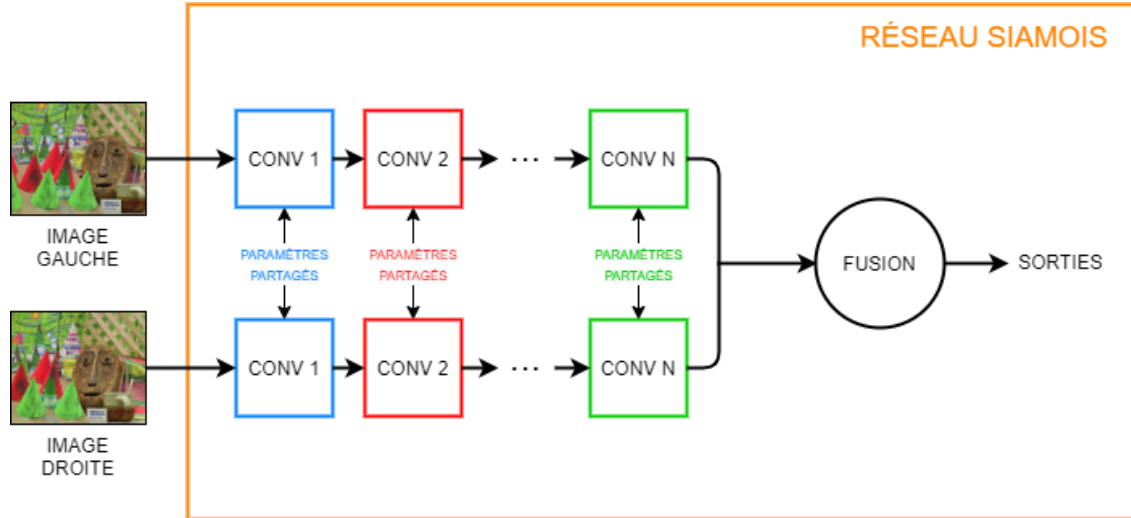 RÉSEAU SIAMOIS
CONV 1
CONV 2
...
CONV N
IMAGE
GAUCHE
PARAMÈTRES
PARTAGÉS
PARAMÈTRES
PARTAGÉS
PARAMÈTRES
PARTAGÉS
FUSION
SORTIES
CONV 1
CONV 2
...
CONV N
IMAGE
DROITE